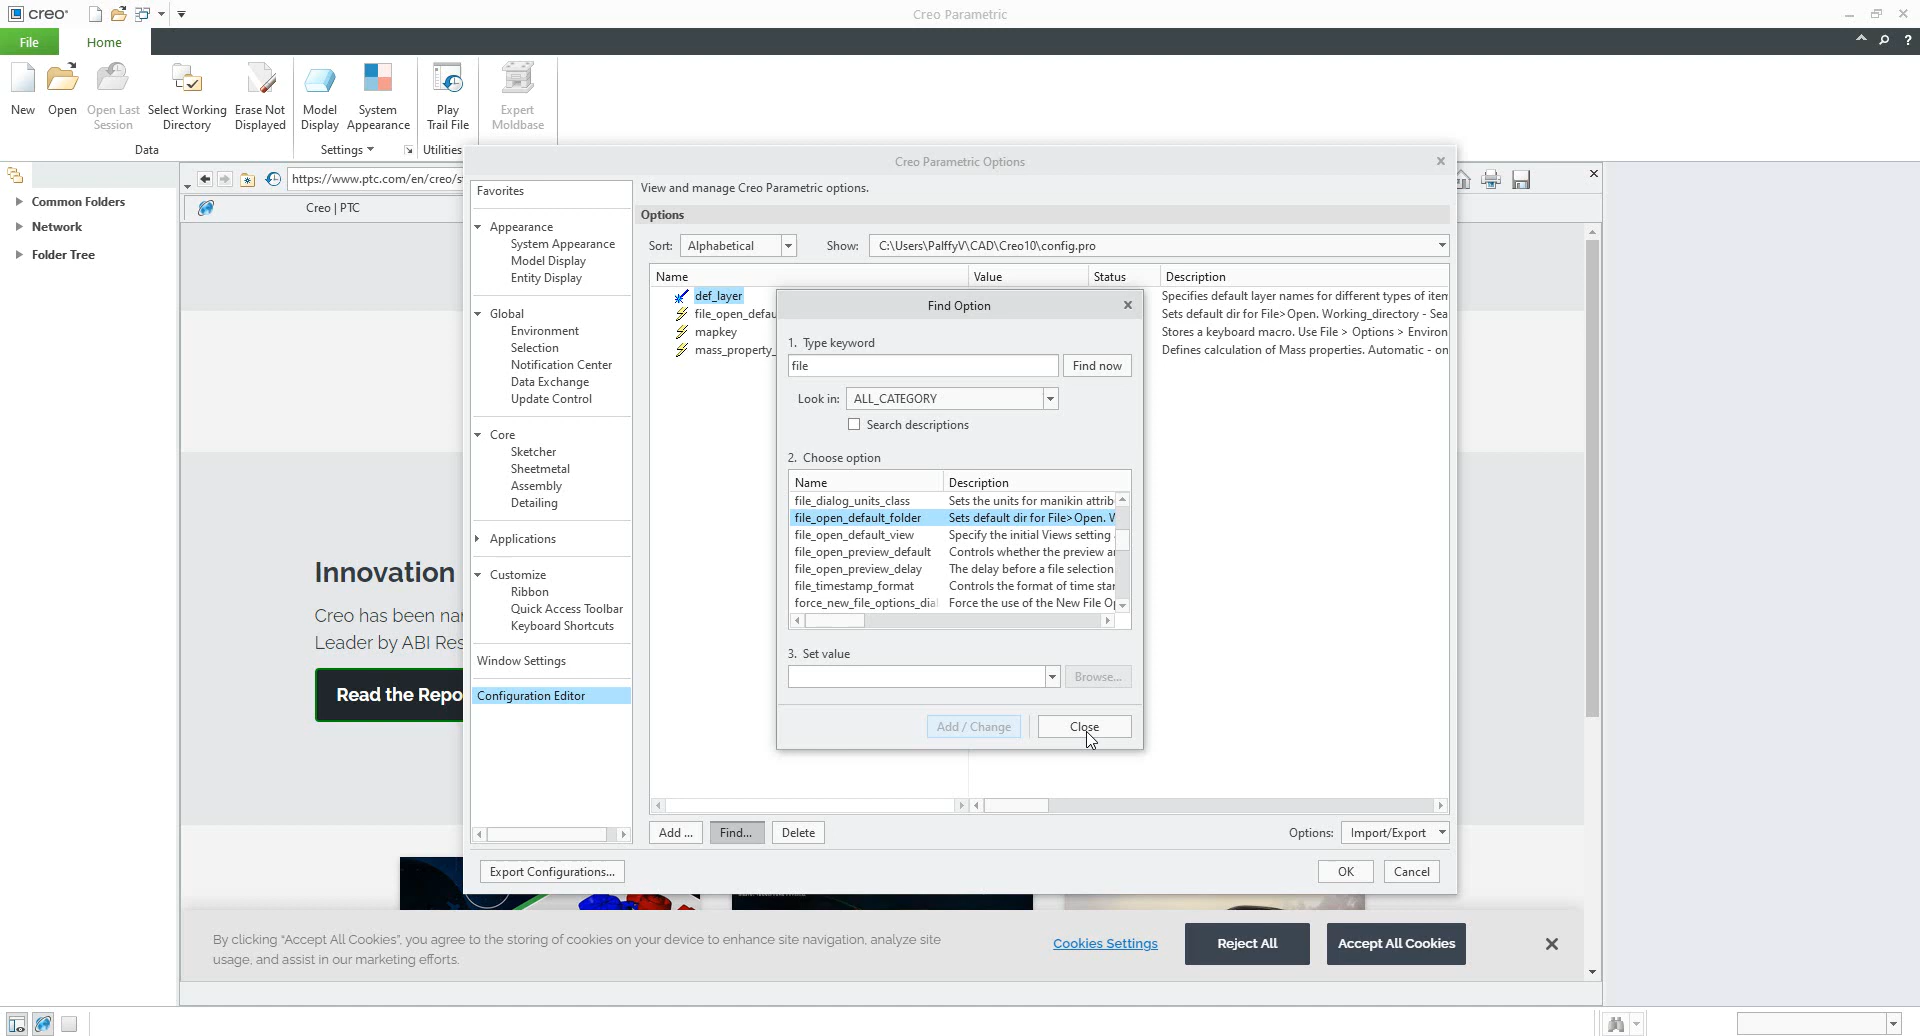 creo
Creo Parametric
File
Home
New
Open
Open Last Session
Select Working Directory
Erase Not Displayed
Model Display
System Appearance
Play Trail File
Expert Moldbase
Data
Settings
Utilities
Common Folders
Network
Folder Tree
https://www.ptc.com/en/creo/s
Creo | PTC
Innovation
Creo has been
Leader by ABI
Read the
Creo Parametric Options
Favorites
Appearance
System Appearance
Model Display
Entity Display
Global
Environment
Selection
Notification Center
Data Exchange
Update Control
Core
Sketcher
Sheetmetal
Assembly
Detailing
Applications
Customize
Ribbon
Quick Access Toolbar
Keyboard Shortcuts
Window Settings
Configuration Editor
View and manage Creo Parametric options.
Options
Sort: Alphabetical
Show: C:\Users\PalffyV\CAD\Creo10\config.pro
Name Value Status Description
def_layer Specifies default layer names for different types of
file_open_defau Sets default dir for File>Open. Working_directory -
mapkey Stores a keyboard macro. Use File > Options >
mass_property_ Defines calculation of Mass properties. Automatic -
Find Option
1. Type keyword
file
Find now
Look in: ALL_CATEGORY
Search descriptions
2. Choose option
Name Description
file_dialog_units_class Sets the units for manikin
file_open_default_folder Sets default dir for File>Open.
file_open_default_view Specify the initial Views setting
file_open_preview_default Controls whether the preview
file_open_preview_delay The delay before a file selection
file_timestamp_format Controls the format of time
force_new_file_options_dia Force the use of the New File
3. Set value
Browse...
Add / Change
Close
Add ...
Find...
Delete
Options: Import/Export
Export Configurations...
OK
Cancel
By clicking “Accept All Cookies”, you agree to the storing of cookies on your device to enhance site navigation, analyze site
usage, and assist in our marketing efforts.
Cookies Settings
Reject All
Accept All Cookies